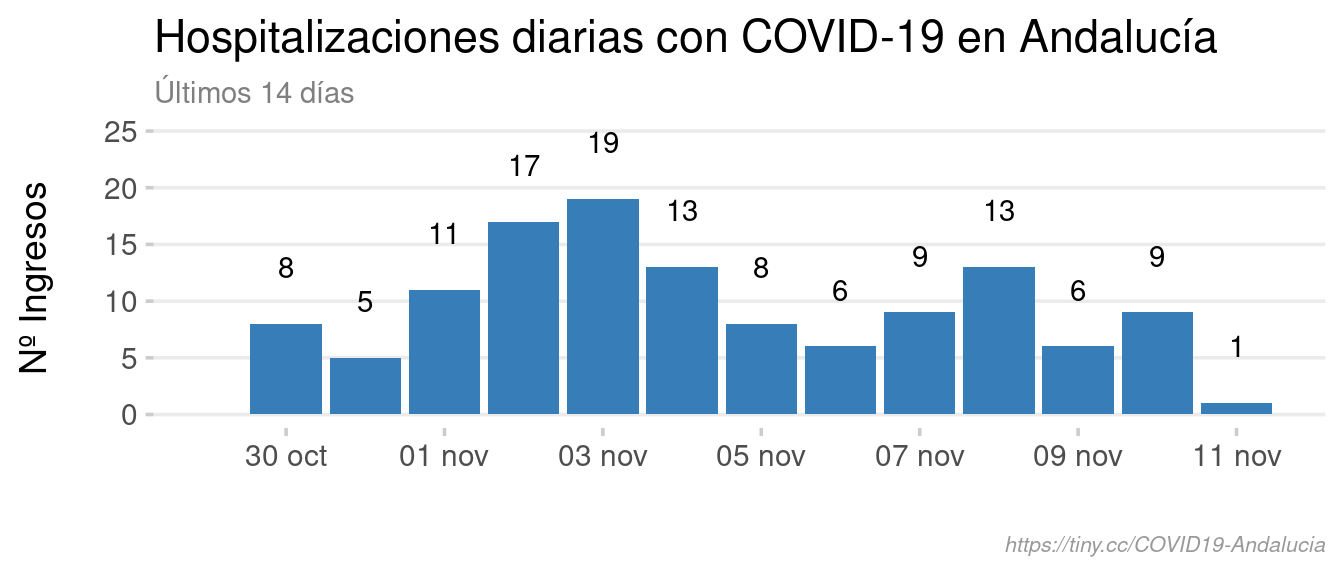 Hospitalizaciones diarias con COVID-19 en Andalucía
Últimos 14 días
Nº Ingresos
25
20
15
10
5
0
8
5
11
17
19
13
8
6
9
13
6
9
1
30 oct
01 nov
03 nov
05 nov
07 nov
09 nov
11 nov
https://tiny.cc/COVID19-Andalucia